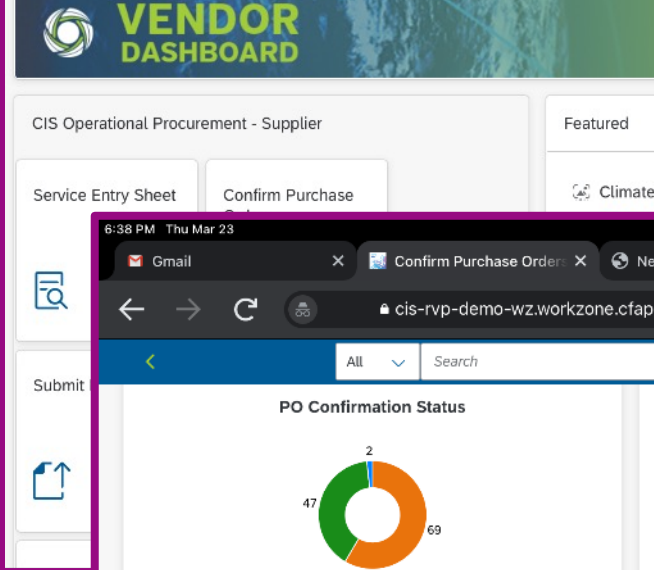 VENDOR
DASHBOARD
CIS Operational Procurement - Supplier
Featured
Service Entry Sheet
Confirm Purchase
Climate
Submit
6:38 PM Thu Mar 23
Gmail
Confirm Purchase Order
Ne
cis-rvp-demo-wz.workzone.cfap
All
Search
PO Confirmation Status
2
47
69